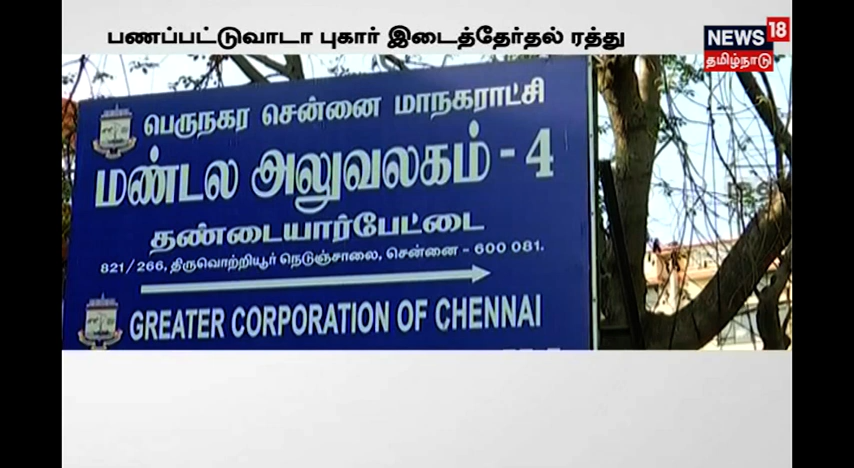 பணப்பட்டுவாடா புகார் இடைத்தேர்தல் ரத்து
NEWS 18
தமிழ்நாடு
பெருநகர சென்னை மாநகராட்சி
மண்டல அலுவலகம் - 4
தண்டையார்பேட்டை
821/266, திருவொற்றியூர் நெடுஞ்சாலை, சென்னை - 600 081.
GREATER CORPORATION OF CHENNAI